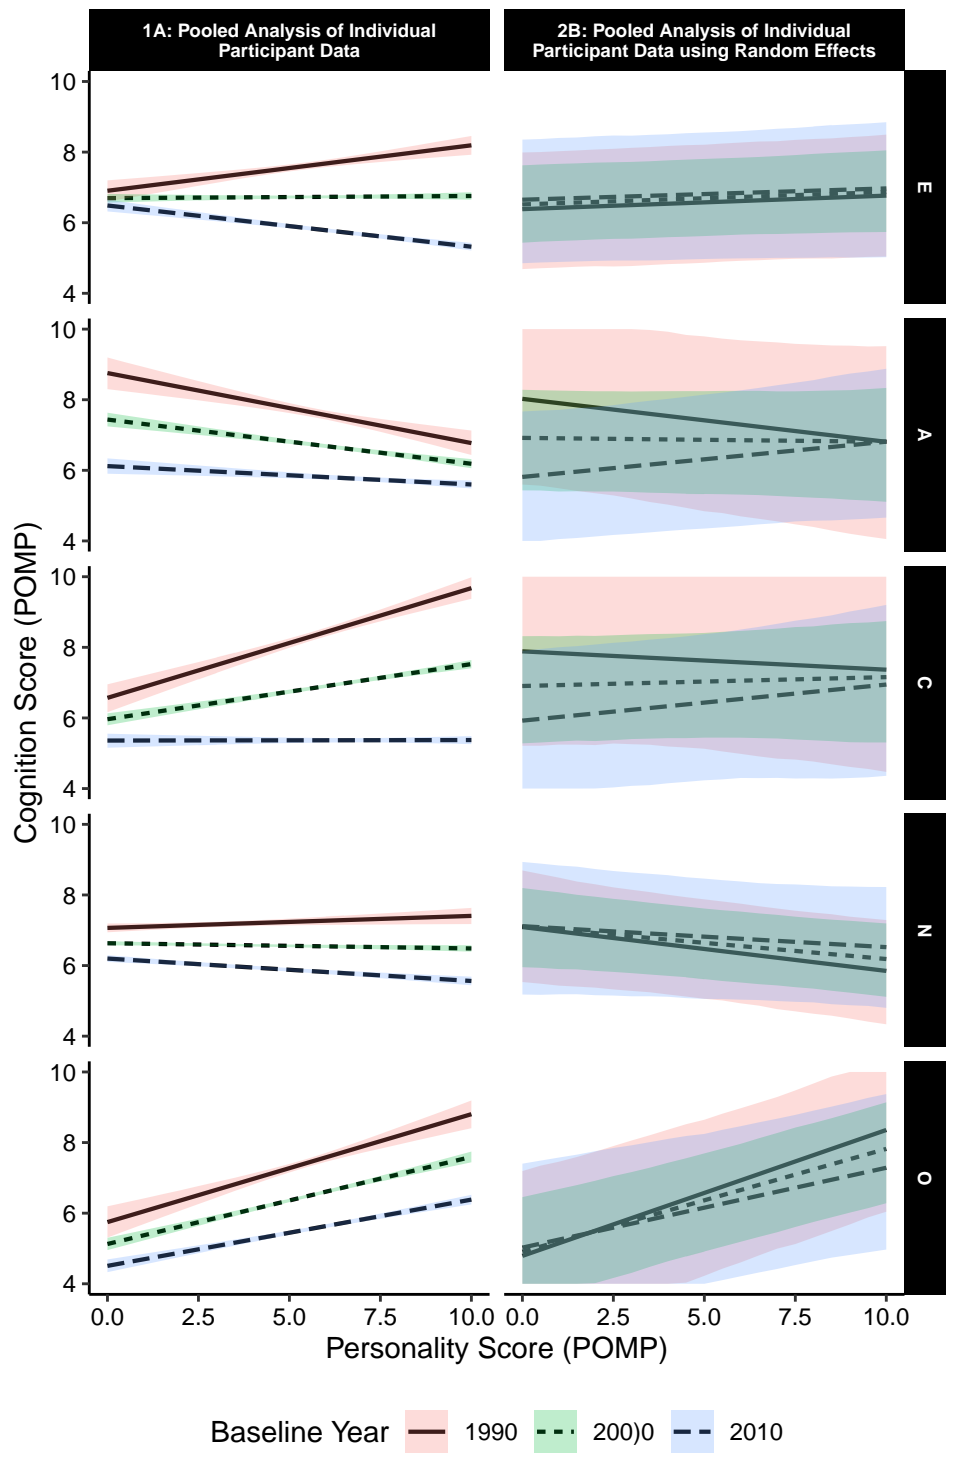 1A: Pooled Analysis of Individual
Participant Data
2B: Pooled Analysis of Individual
Participant Data using Random Effects
10
8
6
4
E
10
8
6
4
A
10
8
6
4
C
10
8
6
4
N
10
8
6
4
O
Cognition Score (POMP)
0.0 2.5 5.0 7.5 10.0 0.0 2.5 5.0 7.5 10.0
Personality Score (POMP)
Baseline Year 1990 200)0 2010